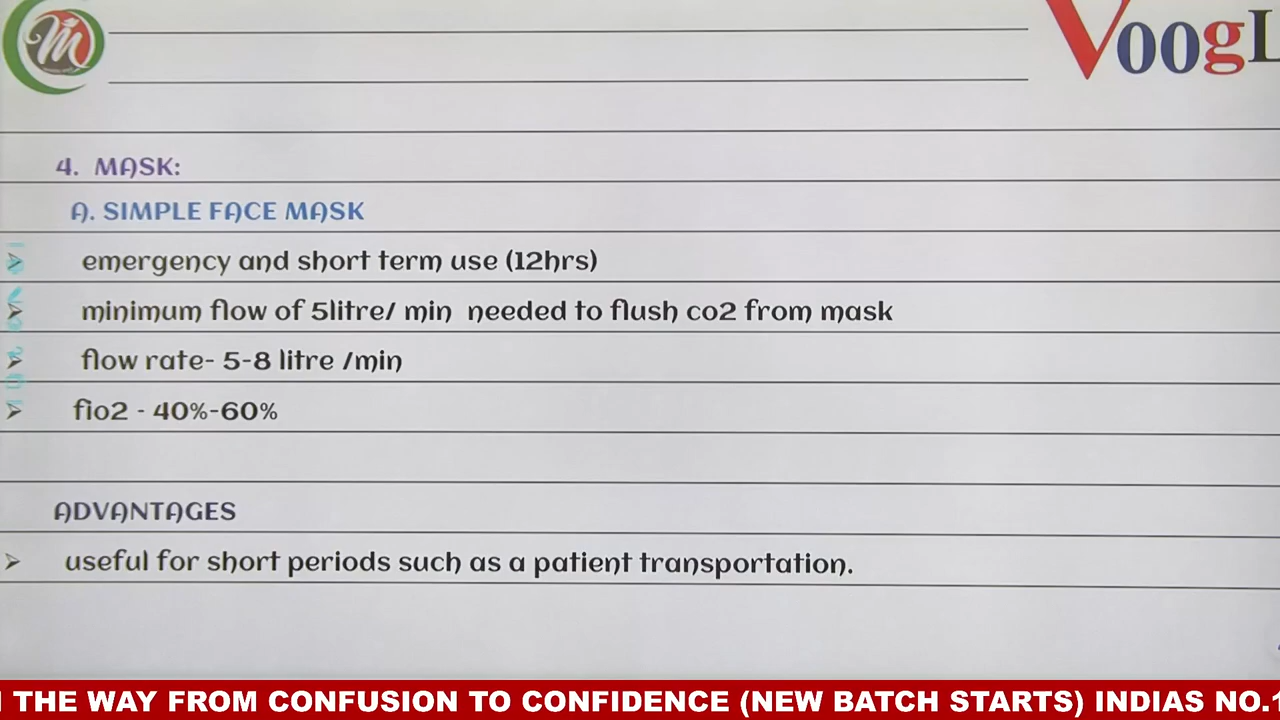 VoogL
4. MASK:
A. SIMPLE FACE MASK
➢ emergency and short term use (12hrs)
➢ minimum flow of 5litre/ min needed to flush co2 from mask
➢ flow rate- 5-8 litre /min
➢ fio2 - 40%-60%
ADVANTAGES
➢ useful for short periods such as a patient transportation.
THE WAY FROM CONFUSION TO CONFIDENCE (NEW BATCH STARTS) INDIAS NO.1